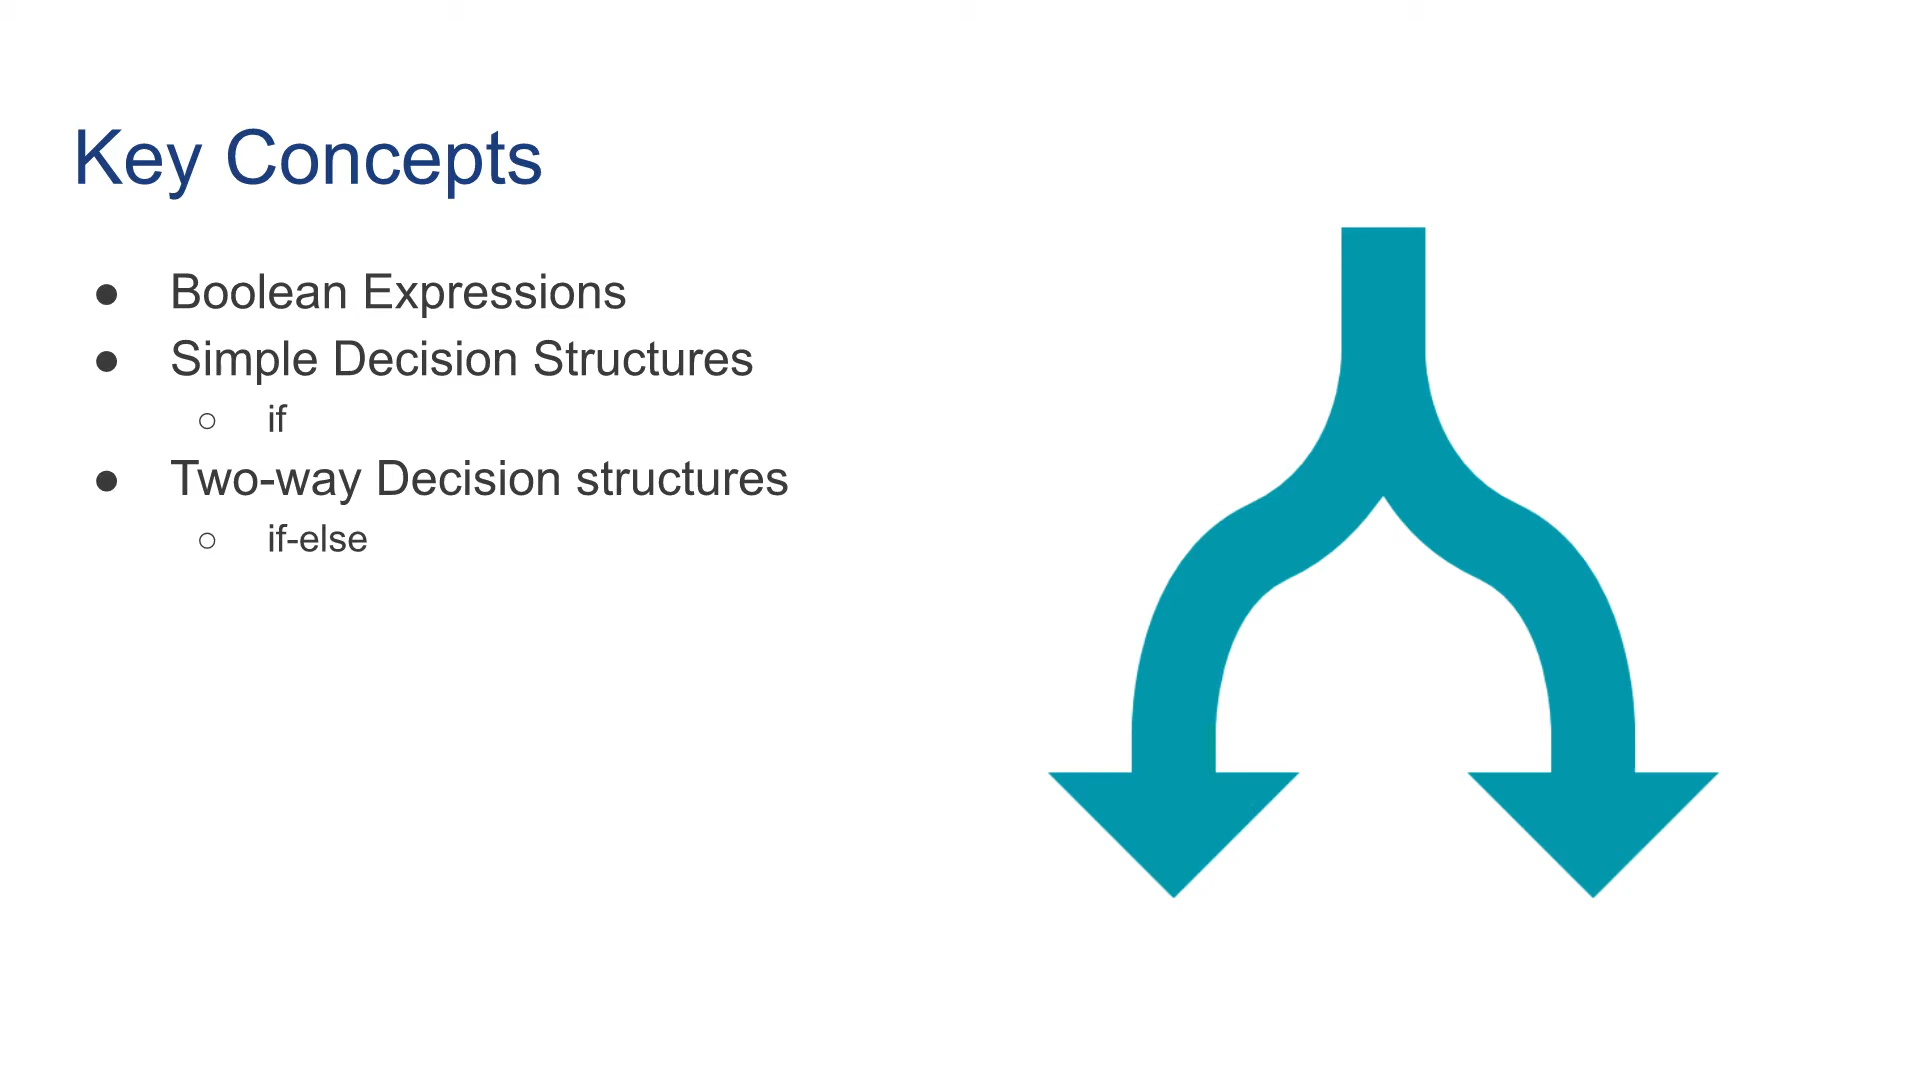 Key Concepts
● Boolean Expressions
● Simple Decision Structures
○ if
● Two-way Decision structures
○ if-else